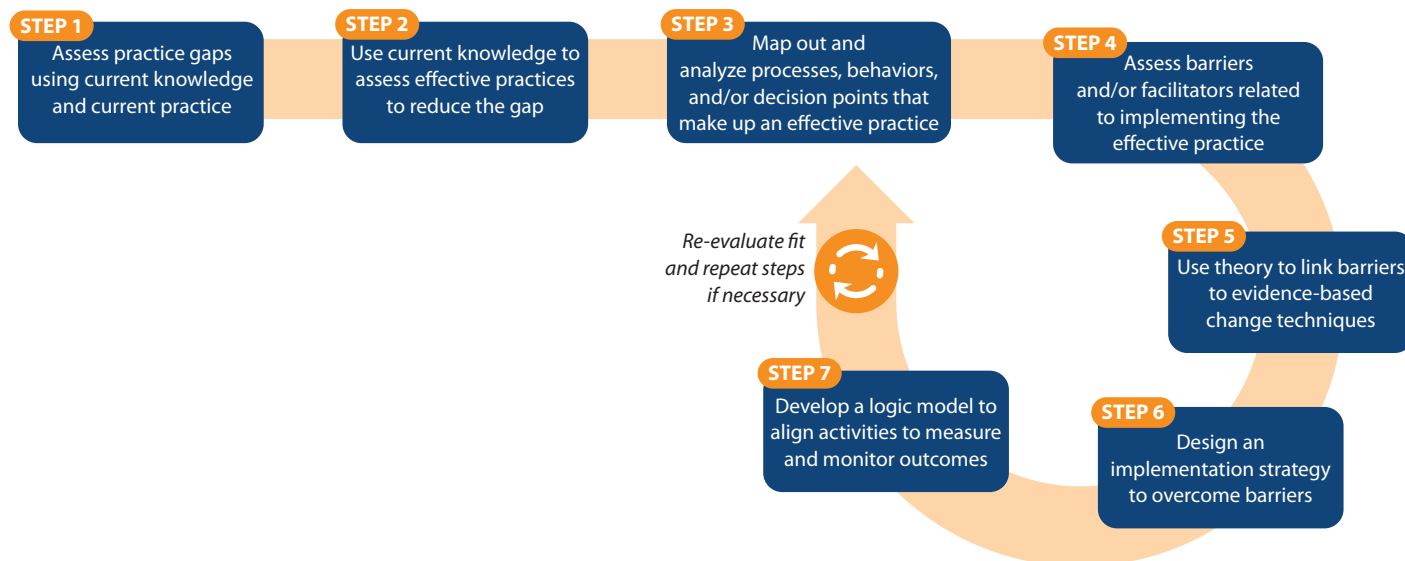 STEP 1
Assess practice gaps
using current knowledge
and current practice
STEP 2
Use current knowledge to
assess effective practices
to reduce the gap
STEP 3
Map out and
analyze processes, behaviors,
and/or decision points that
make up an effective practice
STEP 4
Assess barriers
and/or facilitators related
to implementing the
effective practice
STEP 5
Use theory to link barriers
to evidence-based
change techniques
STEP 6
Design an
implementation strategy
to overcome barriers
STEP 7
Develop a logic model to
align activities to measure
and monitor outcomes
Re-evaluate fit
and repeat steps
if necessary